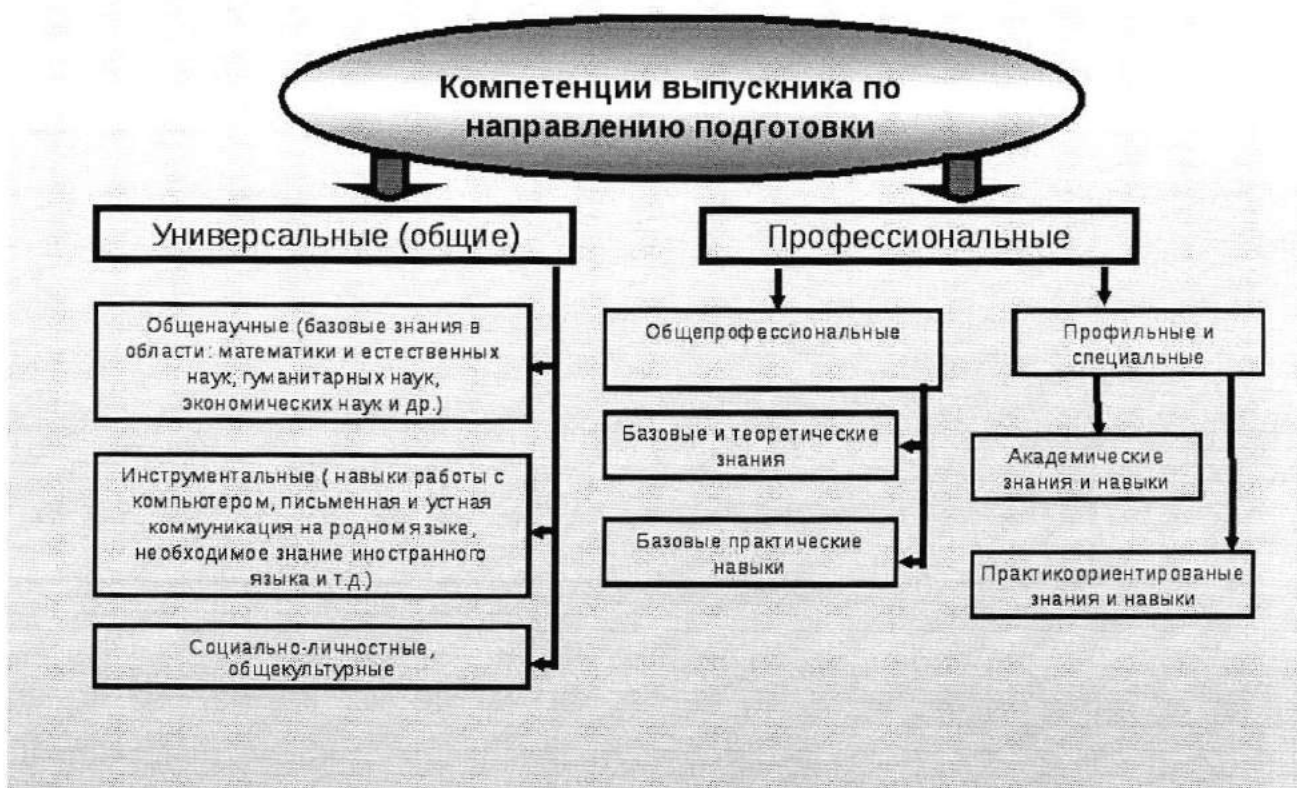 Компетенции выпускника по
направлению подготовки
Универсальные (общие)
Общенаучные (базовые знания в
области: математики и естественных
наук; гуманитарных наук,
экономических наук и др.)
Инструментальные ( навыки работы с
компьютером, письменная и устная
коммуникация на родном языке,
необходимое знание иностранного
языка и т.д.)
Социально-личностные,
общекультурные
Профессиональные
Общепрофессиональные
Базовые и теоретические
знания
Базовые практические
навыки
Профильные и
специальные
Академические
знания и навыки
Практикоориентированые
знания и навыки